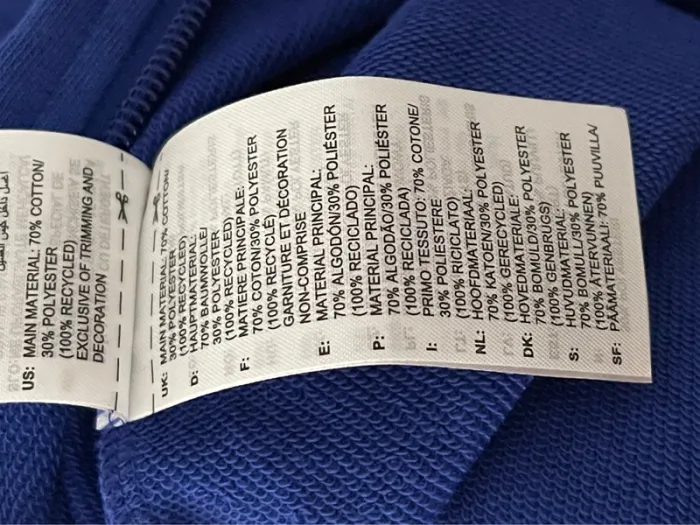 US: MAIN MATERIAL: 70% COTTON/
30% POLYESTER
(100% RECYCLED)
EXCLUSIVE OF TRIMMING AND
DECORATION
UK: MAIN MATERIAL: 70% COTTON/
30% POLYESTER
(100% RECYCLED)
D: HAUPTMATERIAL:
70% BAUMWOLLE/
30% POLYESTER
(100% RECYCLED)
F: MATIERE PRINCIPALE:
70% COTON/30% POLYESTER
(100% RECYCLÉ)
GARNITURE ET DÉCORATION
NON-COMPRISE
E: MATERIAL PRINCIPAL:
70% ALGODÓN/30% POLIÉSTER
(100% RECICLADO)
P: MATERIAL PRINCIPAL:
70% ALGODÃO/30% POLIÉSTER
(100% RECICLADA)
I: PRIMO TESSUTO: 70% COTONE/
30% POLIESTERE
(100% RICICLATO)
NL: HOOFDMATERIAAL:
70% KATOEN/30% POLYESTER
(100% GERECYCLED)
DK: HOVEDMATERIALE:
70% BOMULD/30% POLYESTER
(100% GENBRUGS)
S: HUVUDMATERIAL:
70% BOMULL/30% POLYESTER
(100% ÅTERVUNNEN)
SF: PÄÄMATERIAALI: 70% PUUVILLA/